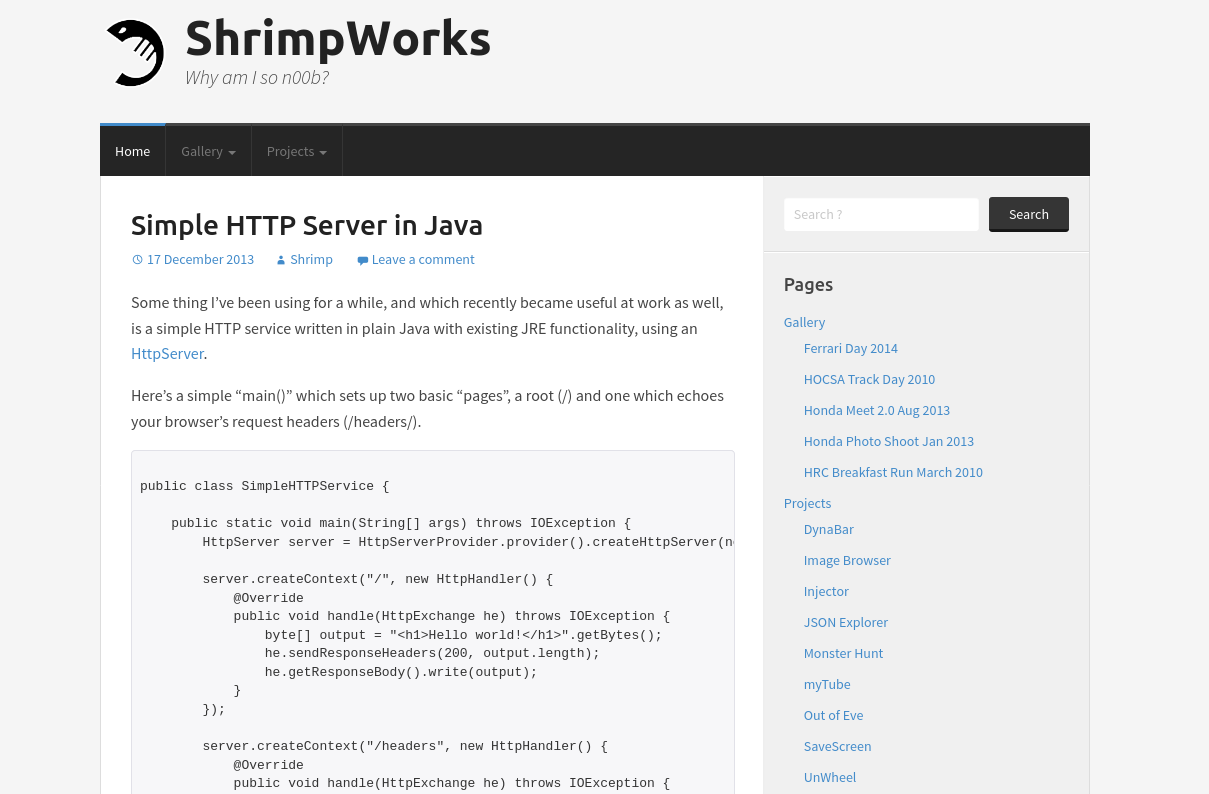 ShrimpWorks
Why am I so n00b?
Home
Gallery
Projects
Simple HTTP Server in Java
17 December 2013 Shrimp Leave a comment
Some thing I’ve been using for a while, and which recently became useful at work as well,
is a simple HTTP service written in plain Java with existing JRE functionality, using an
HttpServer.
Here’s a simple “main()” which sets up two basic “pages”, a root (/) and one which echoes
your browser’s request headers (/headers/).
public class SimpleHTTPService {
    public static void main(String[] args) throws IOException {
        HttpServer server = HttpServerProvider.provider().createHttpServer(
        server.createContext("/", new HttpHandler() {
            @Override
            public void handle(HttpExchange he) throws IOException {
                byte[] output = "<h1>Hello world!</h1>".getBytes();
                he.sendResponseHeaders(200, output.length);
                he.getResponseBody().write(output);
            }
        });
        server.createContext("/headers", new HttpHandler() {
            @Override
            public void handle(HttpExchange he) throws IOException {
Search ?
Search
Pages
Gallery
Ferrari Day 2014
HOCSA Track Day 2010
Honda Meet 2.0 Aug 2013
Honda Photo Shoot Jan 2013
HRC Breakfast Run March 2010
Projects
DynaBar
Image Browser
Injector
JSON Explorer
Monster Hunt
myTube
Out of Eve
SaveScreen
UnWheel